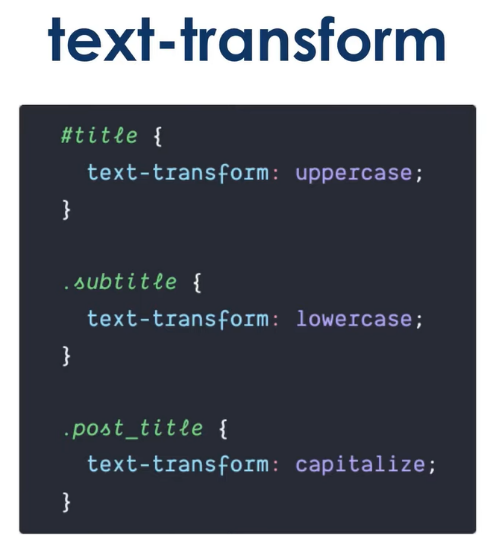 text-transform
#title {
  text-transform: uppercase;
}
.subtitle {
  text-transform: lowercase;
}
.post_title {
  text-transform: capitalize;
}